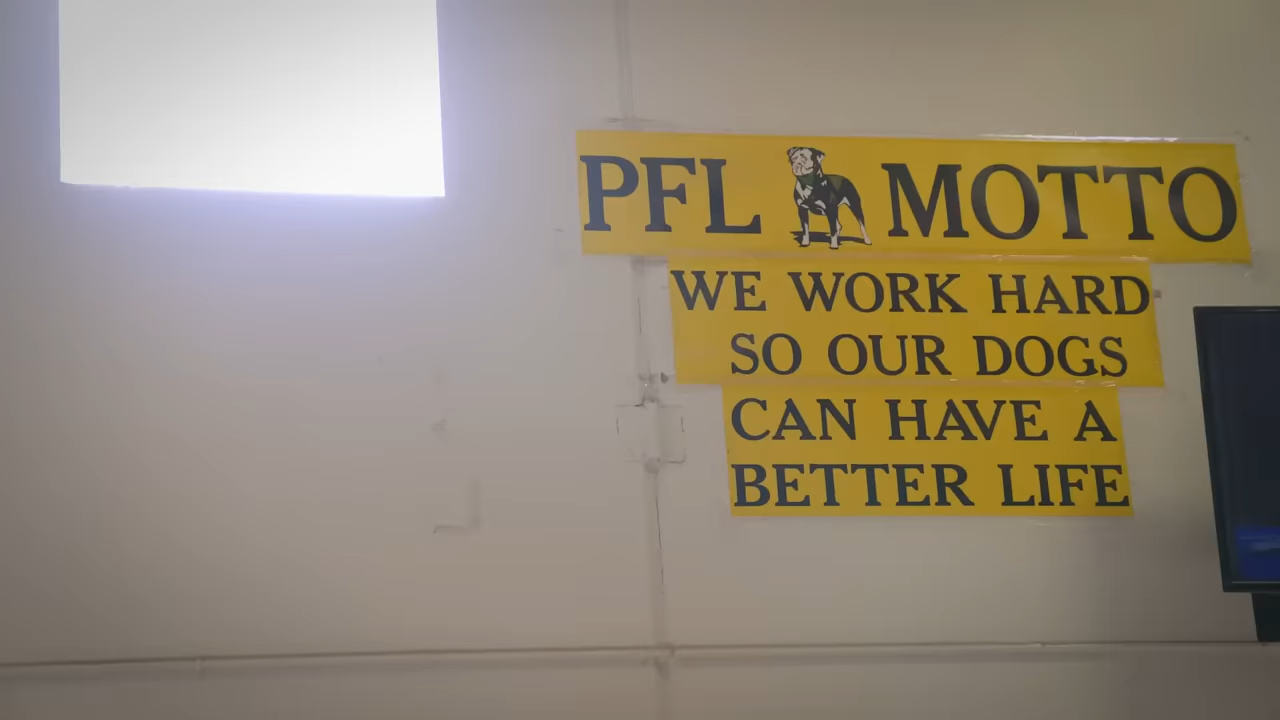 PFL MOTTO
WE WORK HARD
SO OUR DOGS
CAN HAVE A
BETTER LIFE